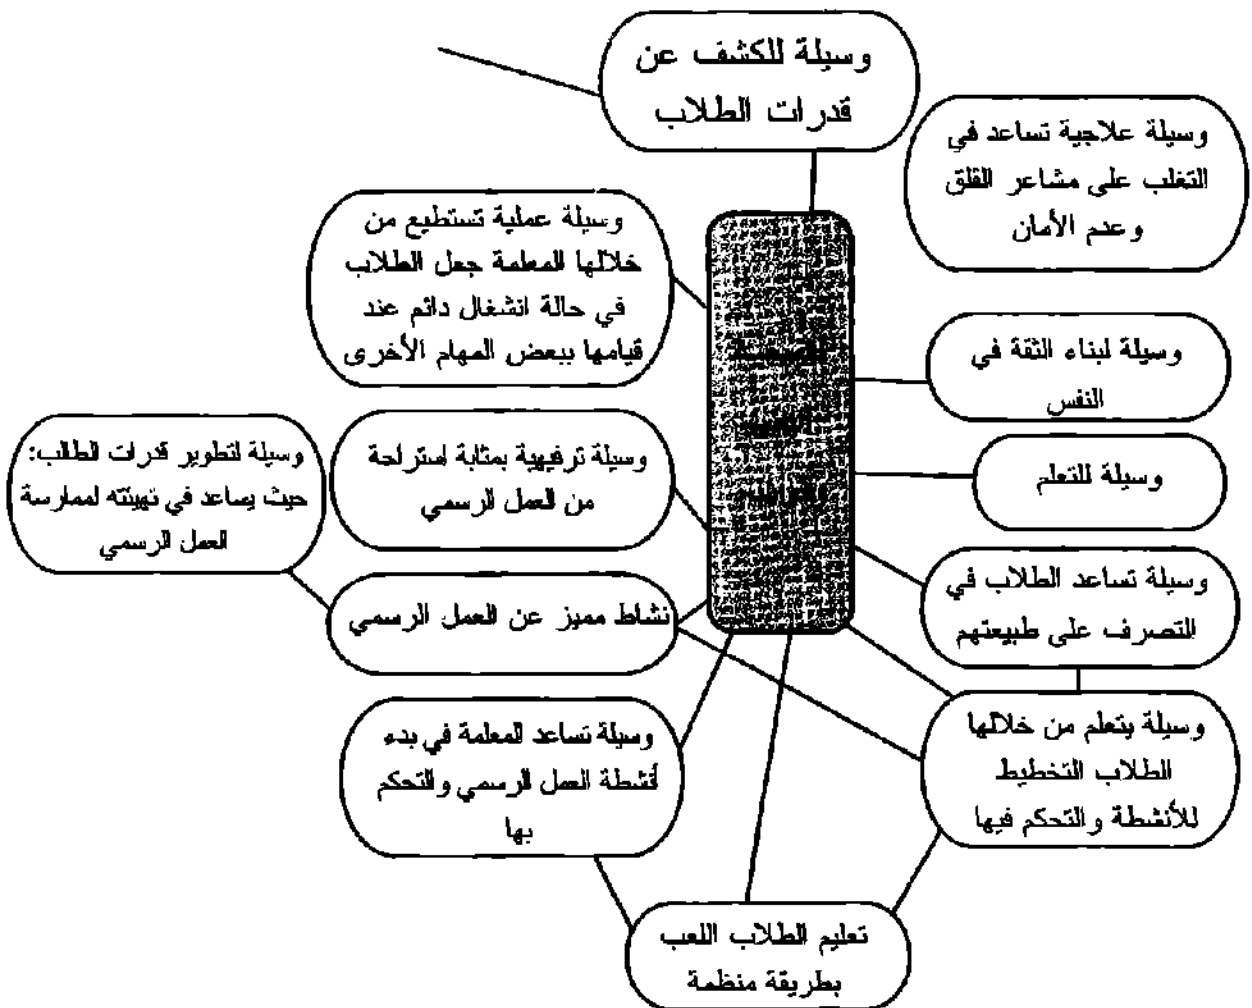 وسيلة للكشف عن
قدرات الطلاب
وسيلة علاجية تساعد في
التغلب على مشاعر القلق
وعدم الأمان
وسيلة عملية تستطيع من
خلالها المعلمة جعل الطلاب
في حالة انشغال دائم عند
قيامها ببعض المهام الأخرى
وسيلة لبناء الثقة في
النفس
وسيلة ترفيهية بمثابة استراحة
من العمل الرسمي
وسيلة لتطوير قدرات الطالب:
حيث يساعد في تهيئته لممارسة
العمل الرسمي
وسيلة للتعلم
وسيلة تساعد الطلاب في
التصرف على طبيعتهم
نشاط مميز عن العمل الرسمي
وسيلة يتعلم من خلالها
الطلاب التخطيط
للأنشطة والتحكم فيها
وسيلة تساعد المعلمة في بدء
أنشطة العمل الرسمي والتحكم
بها
تعليم الطلاب اللعب
بطريقة منظمة